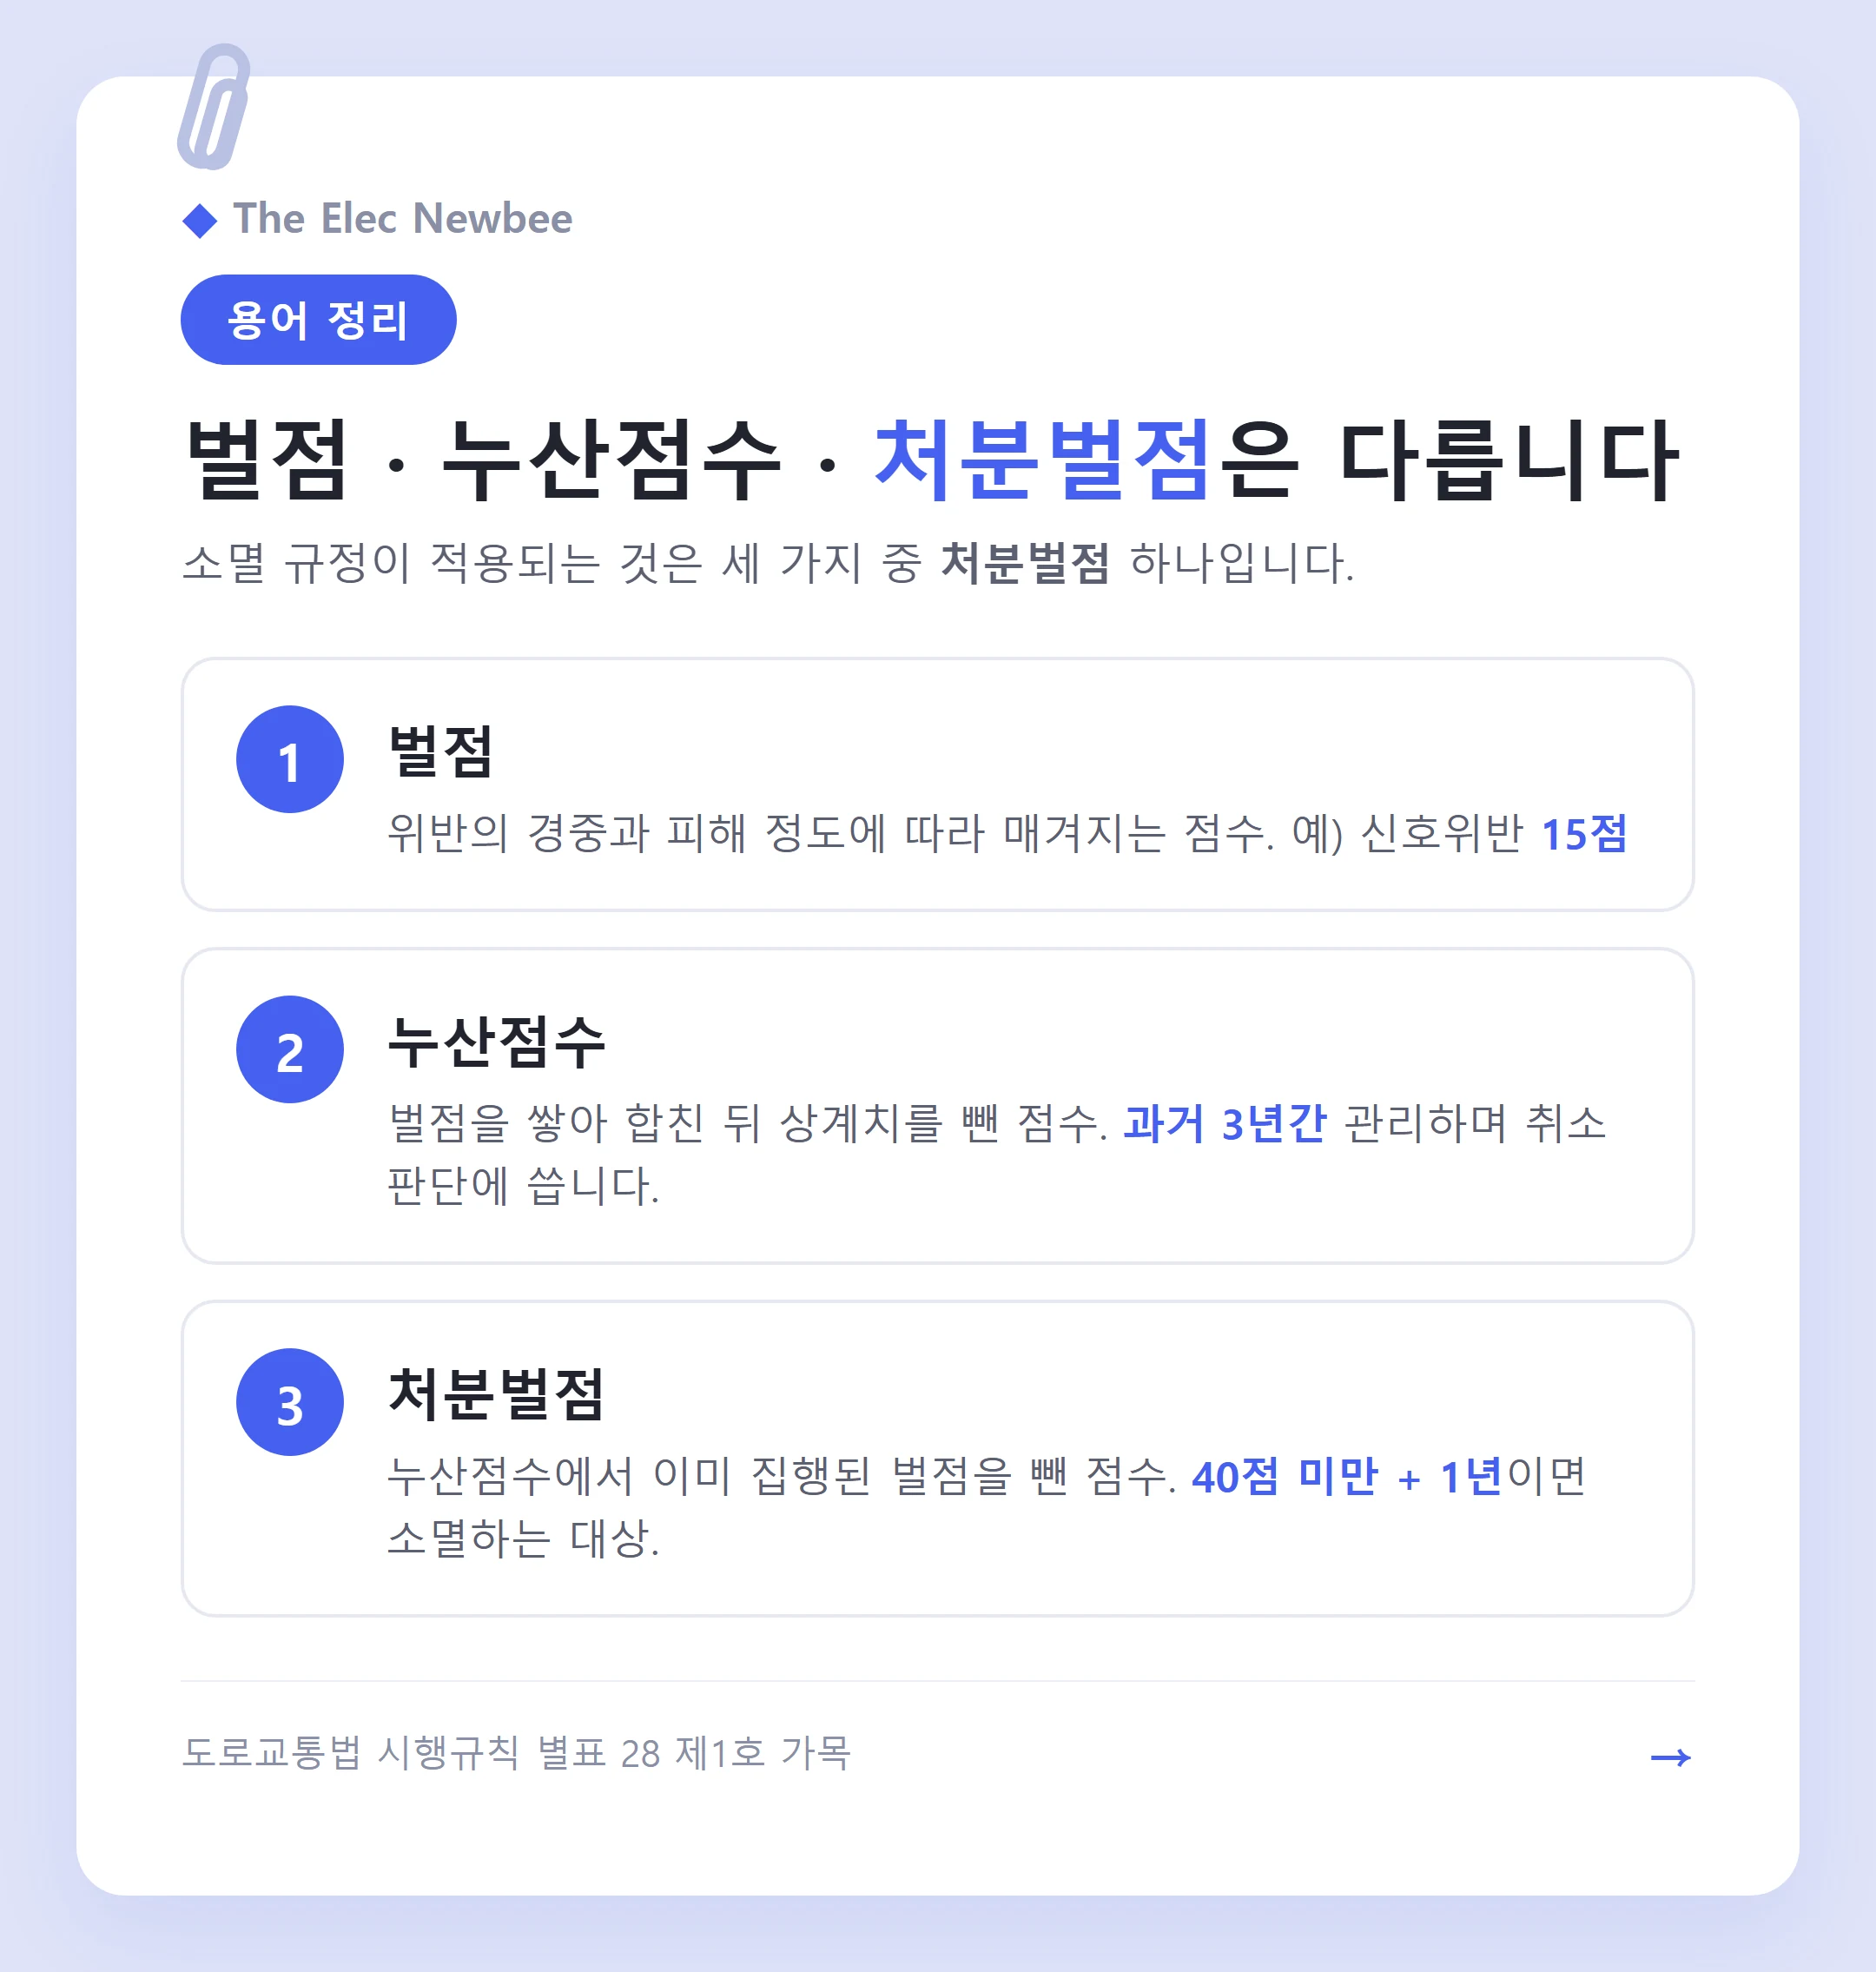 ◆ The Elec Newbee
용어 정리
벌점 · 누산점수 · 처분벌점은 다릅니다
소멸 규정이 적용되는 것은 세 가지 중 처분벌점 하나입니다.
1
벌점
위반의 경중과 피해 정도에 따라 매겨지는 점수. 예) 신호위반 15점
2
누산점수
벌점을 쌓아 합친 뒤 상계치를 뺀 점수. 과거 3년간 관리하며 취소
판단에 씁니다.
3
처분벌점
누산점수에서 이미 집행된 벌점을 뺀 점수. 40점 미만 + 1년이면
소멸하는 대상.
도로교통법 시행규칙 별표 28 제1호 가목 →